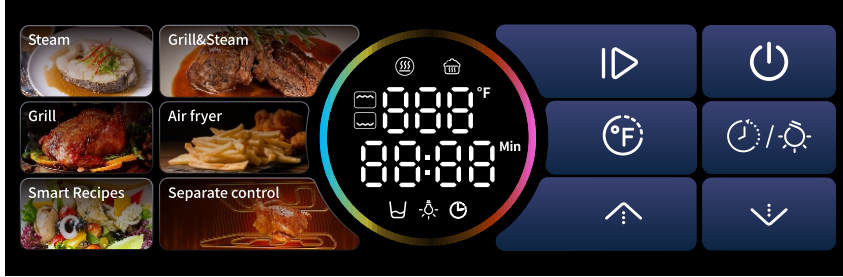 Steam
Grill&Steam
Grill
Air fryer
Smart Recipes
Separate control
888 °F
88:88 Min
°F
/